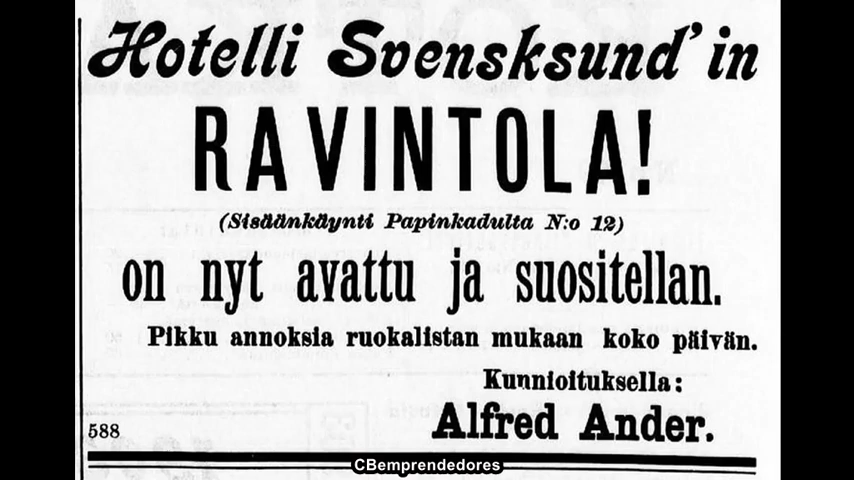 Hotelli Svensksund'in
RAVINTOLA!
(Sisäänkäynti Papinkadulta N:o 12)
on nyt avattu ja suositellan.
Pikku annoksia ruokalistan mukaan koko päivän.
Kunnioituksella:
Alfred Ander.
588
CBemprendedores